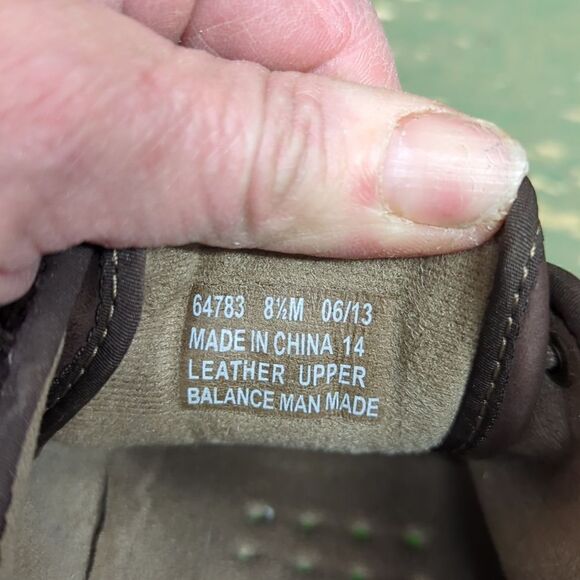 64783 8½M 06/13
MADE IN CHINA 14
LEATHER UPPER
BALANCE MAN MADE